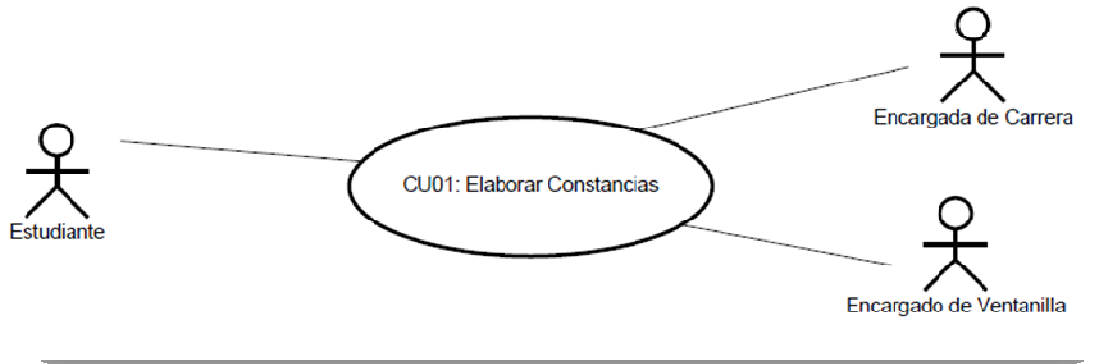 Encargada de Carrera
CU01: Elaborar Constancias
Estudiante
Encargado de Ventanilla